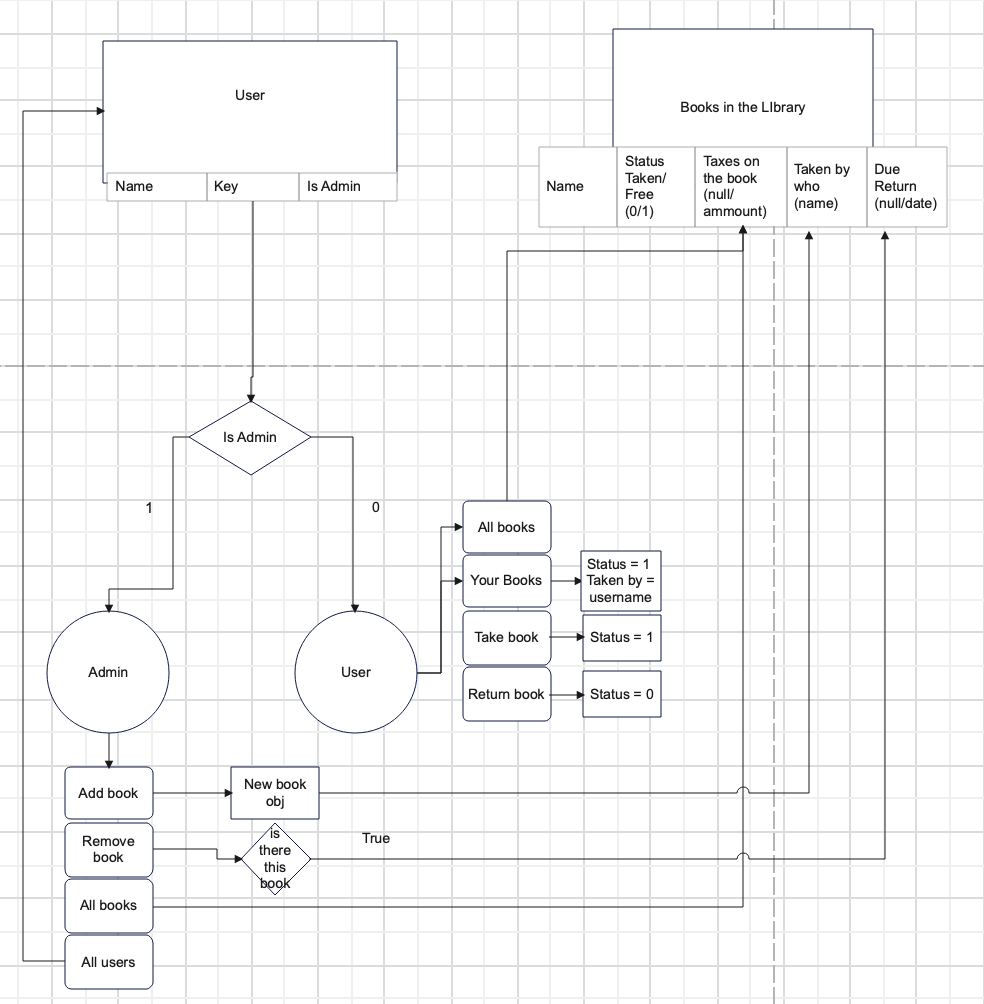 User
Name
Key
Is Admin
Books in the LIbrary
Name
Status
Taken/
Free
(0/1)
Taxes on
the book
(null/
ammount)
Taken by
who
(name)
Due
Return
(null/date)
Is Admin
1
0
Admin
User
All books
Your Books
Status = 1
Taken by =
username
Take book
Status = 1
Return book
Status = 0
Add book
New book
obj
Remove
book
is
there
this
book
True
All books
All users